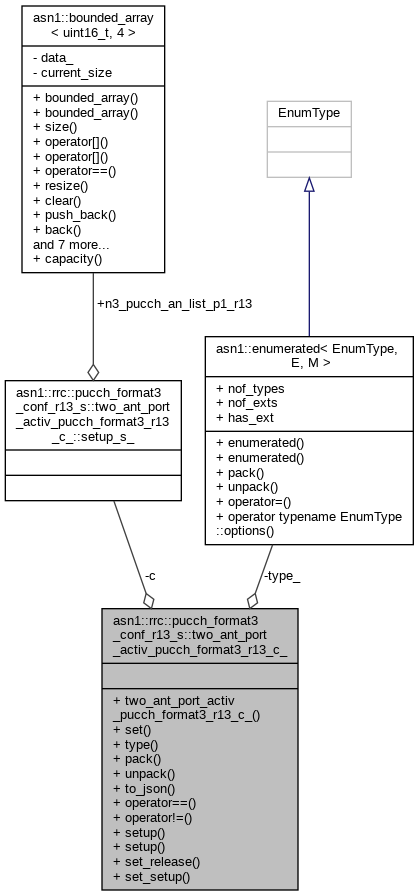 asn1::bounded_array
< uint16_t, 4 >
- data_
- current_size
+ bounded_array()
+ bounded_array()
+ size()
+ operator[]()
+ operator[]()
+ operator==()
+ resize()
+ clear()
+ push_back()
+ back()
and 7 more...
+ capacity()
EnumType
+n3_pucch_an_list_p1_r13
asn1::rrc::pucch_format3
_conf_r13_s::two_ant_port
_activ_pucch_format3_r13
_c_::setup_s_
asn1::enumerated< EnumType,
E, M >
+ nof_types
+ nof_exts
+ has_ext
+ enumerated()
+ enumerated()
+ pack()
+ unpack()
+ operator=()
+ operator typename EnumType
::options()
-c
-type_
asn1::rrc::pucch_format3
_conf_r13_s::two_ant_port
_activ_pucch_format3_r13_c_
+ two_ant_port_activ
_pucch_format3_r13_c_()
+ set()
+ type()
+ pack()
+ unpack()
+ to_json()
+ operator==()
+ operator!=()
+ setup()
+ setup()
+ set_release()
+ set_setup()